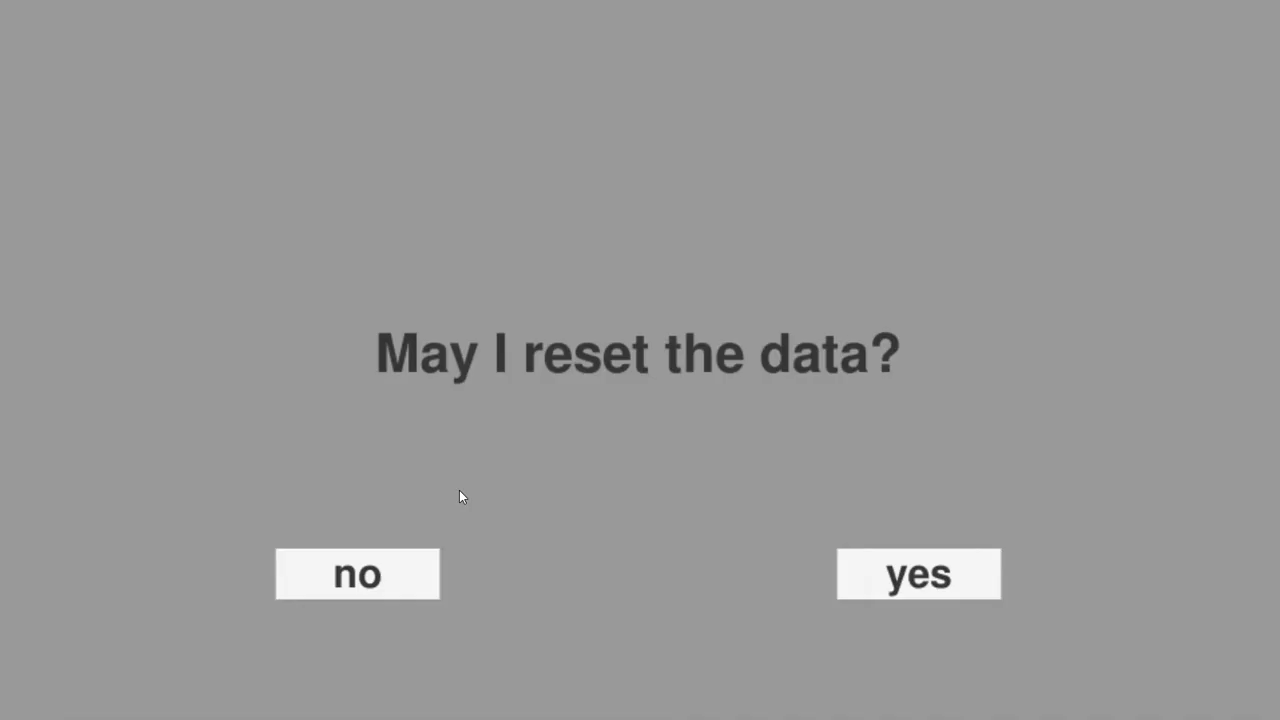 May I reset the data?
no
yes